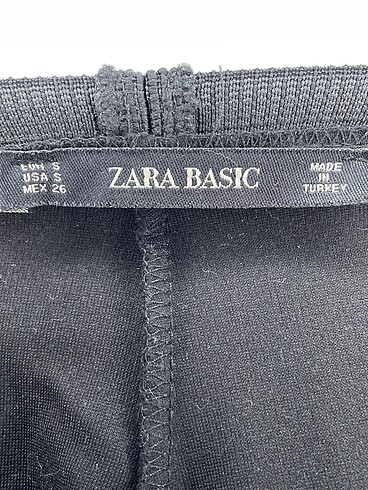 EUR S
USA S
MEX 26
ZARA BASIC
MADE
IN
TURKEY